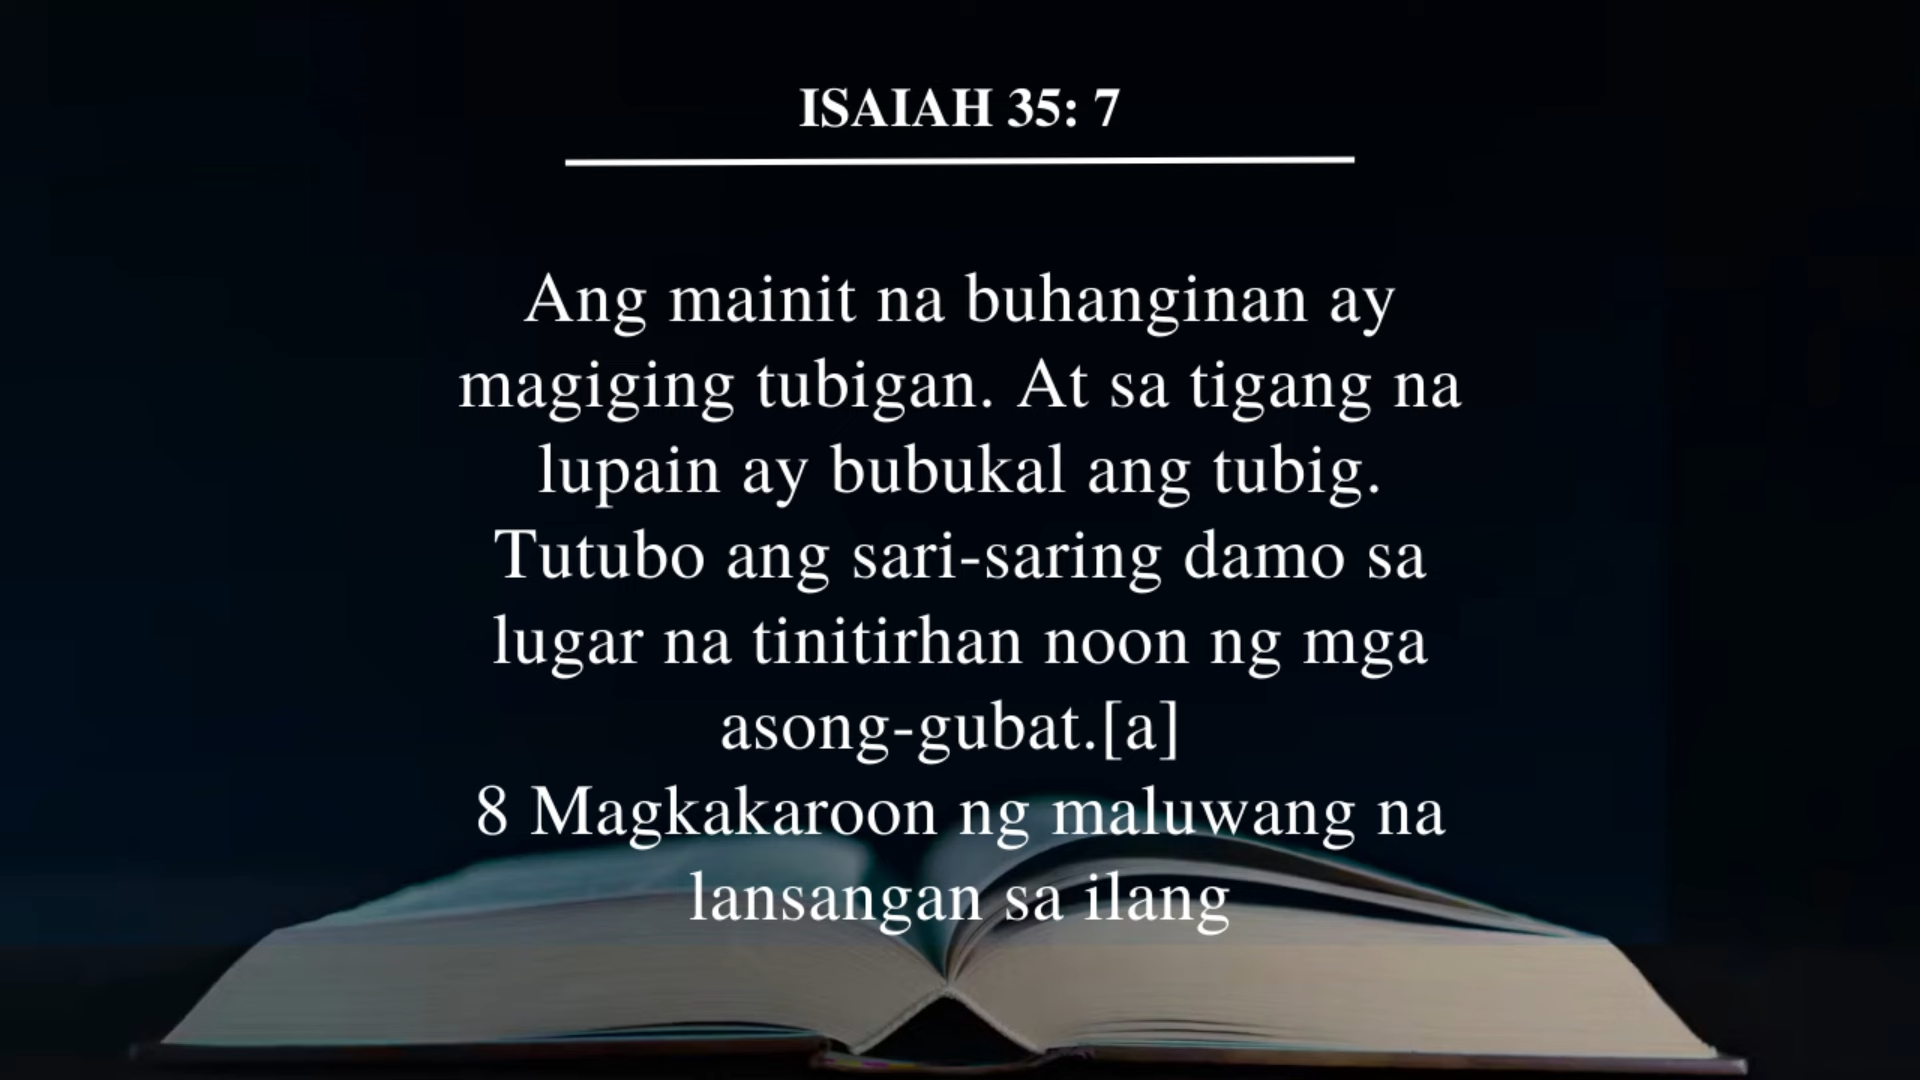 ISAIAH 35: 7
Ang mainit na buhanginan ay
magiging tubigan. At sa tigang na
lupain ay bubukal ang tubig.
Tutubo ang sari-saring damo sa
lugar na tinitirhan noon ng mga
asong-gubat.[a]
8 Magkakaroon ng maluwang na
lansangan sa ilang